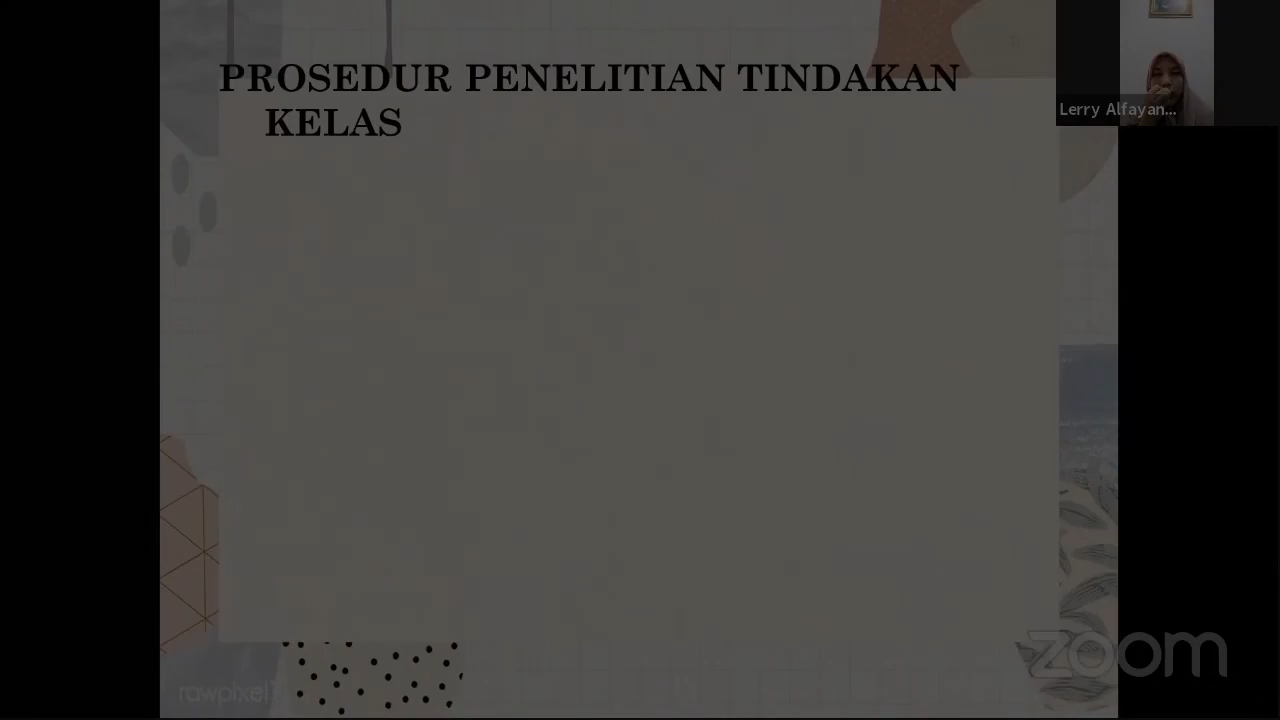 PROSEDUR PENELITIAN TINDAKAN
KELAS
Lerry Alfayan...
rawpixel
zoom